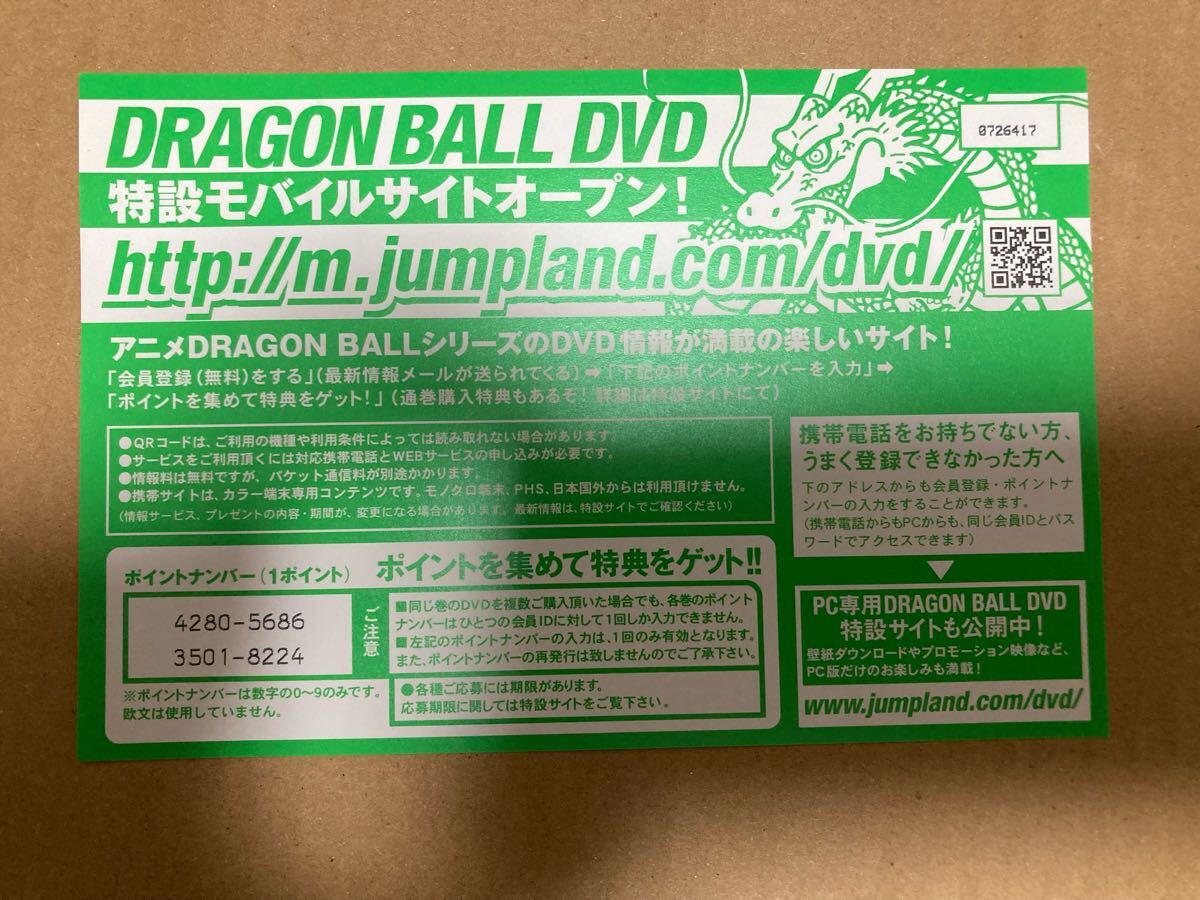 DRAGON BALL DVD
0726417
特設モバイルサイトオープン!
http://m.jumpland.com/dvd/
アニメDRAGON BALLシリーズのDVD情報が満載の楽しいサイト!
「会員登録(無料)をする」(最新情報メールが送られてくる)➡「下記のポイントナンバーを入力」➡
「ポイントを集めて特典をゲット!」(通巻購入特典もあるぞ! 詳細は特設サイトにて)
●QRコードは、ご利用の機種や利用条件によっては読み取れない場合があります。
●サービスをご利用頂くには対応携帯電話とWEBサービスの申し込みが必要です。
●情報料は無料ですが、パケット通信料が別途かかります。
●携帯サイトは、カラー端末専用コンテンツです。モノクロ端末、PHS、日本国外からは利用頂けません。
(情報サービス、プレゼントの内容・期間が、変更になる場合があります。最新情報は、特設サイトでご確認ください)
ポイントナンバー(1ポイント)
ポイントを集めて特典をゲット!!
4280-5686
3501-8224
※ポイントナンバーは数字の0〜9のみです。
欧文は使用していません。
ご注意
■同じ巻のDVDを複数ご購入頂いた場合でも、各巻のポイント
ナンバーはひとつの会員IDに対して1回しか入力できません。
■左記のポイントナンバーの入力は、1回のみ有効となります。
また、ポイントナンバーの再発行は致しませんのでご了承下さい。
●各種ご応募には期限があります。
応募期限に関しては特設サイトをご覧下さい。
携帯電話をお持ちでない方、
うまく登録できなかった方へ
下のアドレスからも会員登録・ポイントナ
ンバーの入力をすることができます。
(携帯電話からもPCからも、同じ会員IDとパス
ワードでアクセスできます)
PC専用DRAGON BALL DVD
特設サイトも公開中!
壁紙ダウンロードやプロモーション映像など、
PC版だけのお楽しみも満載!
www.jumpland.com/dvd/